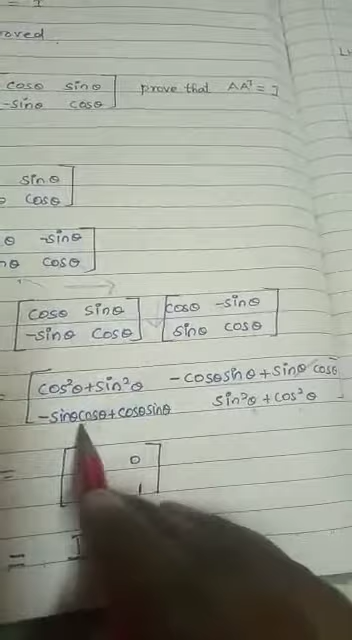 = I
roved.
cosθ sinθ prove that AAᵀ = I
-sinθ cosθ
sinθ
cosθ
θ -sinθ
θ cosθ
cosθ sinθ cosθ -sinθ
-sinθ cosθ sinθ cosθ
= cos²θ+sin²θ -cosθsinθ + sinθ cosθ
-sinθcosθ+cosθsinθ sin²θ + cos²θ
= 0
1
= I